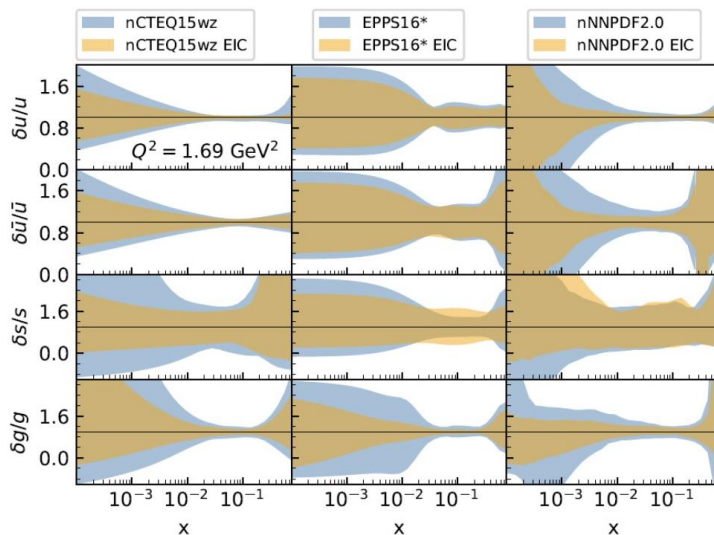 nCTEQ15wz EPPS16* nNNPDF2.0
nCTEQ15wz EIC EPPS16* EIC nNNPDF2.0 EIC
δu/u
1.6
0.8
0.0
Q² = 1.69 GeV²
δū/ū
1.6
0.8
0.0
δs/s
1.6
0.0
δg/g
1.6
0.0
10⁻³ 10⁻² 10⁻¹ 10⁻³ 10⁻² 10⁻¹ 10⁻³ 10⁻² 10⁻¹
x x x